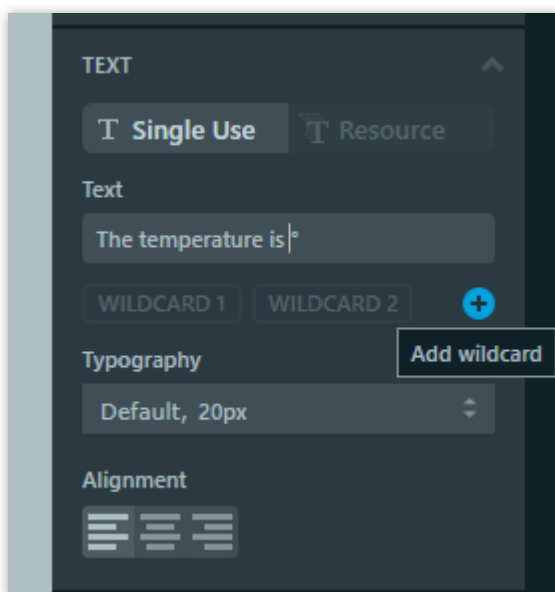 TEXT
T Single Use
T Resource
Text
The temperature is °
WILDCARD 1 WILDCARD 2
Add wildcard
Typography
Default, 20px
Alignment